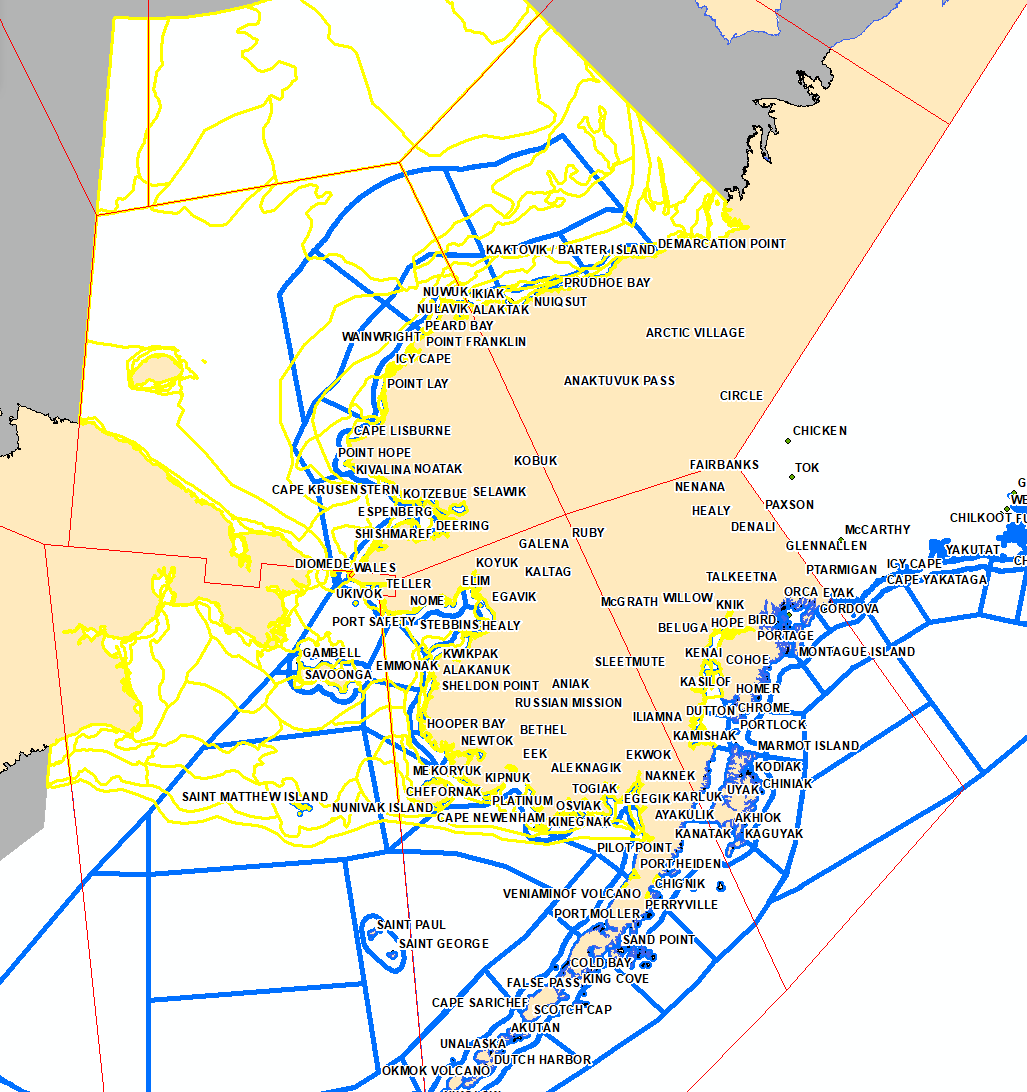 DEMARCATION POINT
KAKTOVIK / BARTER ISLAND
PRUDHOE BAY
NUWUK
IKIAK
NUIQSUT
NULAVIK
ALAKTAK
PEARD BAY
WAINWRIGHT
POINT FRANKLIN
ARCTIC VILLAGE
ICY CAPE
POINT LAY
ANAKTUVUK PASS
CIRCLE
CAPE LISBURNE
CHICKEN
POINT HOPE
KOBUK
KIVALINA
NOATAK
FAIRBANKS
TOK
CAPE KRUSENSTERN
KOTZEBUE
SELAWIK
NENANA
ESPENBERG
HEALY
PAXSON
SHISHMAREF
DEERING
DENALI
CHILKOOT
RUBY
McCARTHY
GALENA
GLENNALLEN
YAKUTAT
DIOMEDE
WALES
KOYUK
KALTAG
PTARMIGAN
ICY CAPE
TELLER
ELIM
TALKEETNA
CAPE YAKATAGA
UKIVOK
NOME
EGAVIK
McGRATH
WILLOW
KNIK
ORCA
EYAK
CORDOVA
PORT SAFETY
STEBBINS
HEALY
BELUGA
HOPE
BIRD
PORTAGE
GAMBELL
KWIKPAK
KENAI
COHOE
MONTAGUE ISLAND
SAVOONGA
EMMONAK
ALAKANUK
SLEETMUTE
SHELDON POINT
ANIAK
KASILOF
HOMER
RUSSIAN MISSION
DUTTON
CHROME
HOOPER BAY
BETHEL
ILIAMNA
PORTLOCK
NEWTOK
KAMISHAK
MARMOT ISLAND
EEK
EKWOK
MEKORYUK
KIPNUK
ALEKNAGIK
NAKNEK
KODIAK
CHEFORNAK
TOGIAK
UYAK
CHINIAK
SAINT MATTHEW ISLAND
NUNIVAK ISLAND
PLATINUM
OSVIAK
EGEGIK
KARLUK
CAPE NEWENHAM
KINEGNAK
AYAKULIK
AKHIOK
KANATAK
KAGUYAK
PILOT POINT
PORT HEIDEN
CHIGNIK
VENIAMINOF VOLCANO
PERRYVILLE
PORT MOLLER
SAINT PAUL
SAND POINT
SAINT GEORGE
COLD BAY
FALSE PASS
KING COVE
CAPE SARICHEF
SCOTCH CAP
AKUTAN
UNALASKA
DUTCH HARBOR
OKMOK VOLCANO